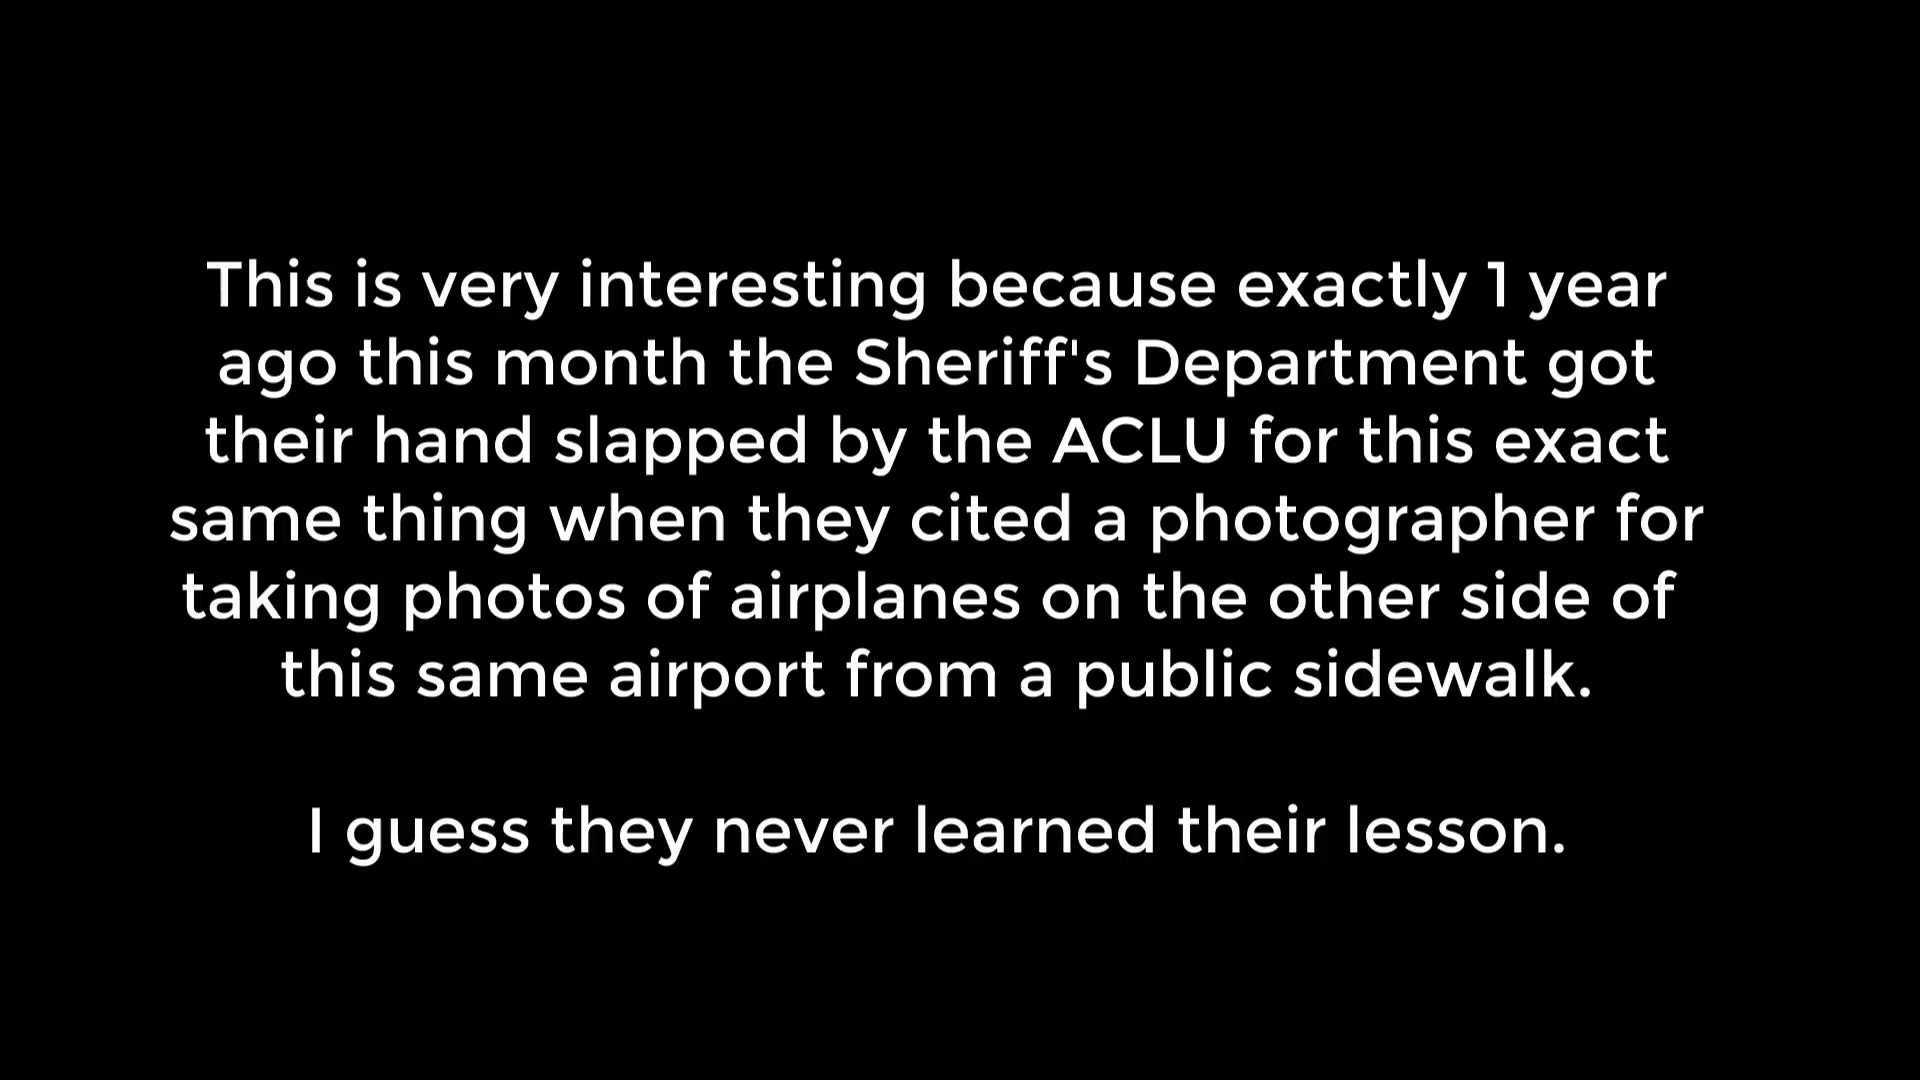 This is very interesting because exactly 1 year
ago this month the Sheriff's Department got
their hand slapped by the ACLU for this exact
same thing when they cited a photographer for
taking photos of airplanes on the other side of
this same airport from a public sidewalk.
I guess they never learned their lesson.